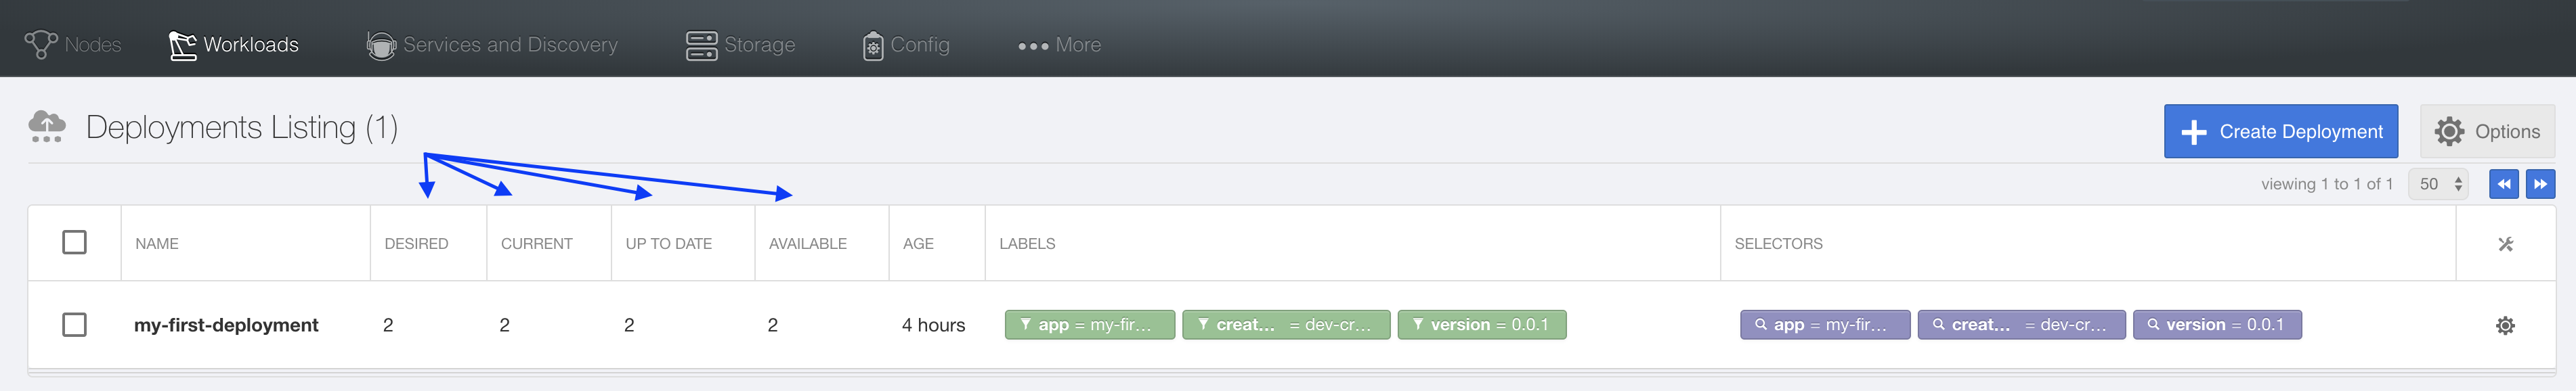 Nodes Workloads Services and Discovery Storage Config More
Deployments Listing (1) Create Deployment Options
viewing 1 to 1 of 1 50
NAME DESIRED CURRENT UP TO DATE AVAILABLE AGE LABELS SELECTORS
my-first-deployment 2 2 2 2 4 hours app = my-fir... creat... = dev-cr... version = 0.0.1 app = my-fir... creat... = dev-cr... version = 0.0.1